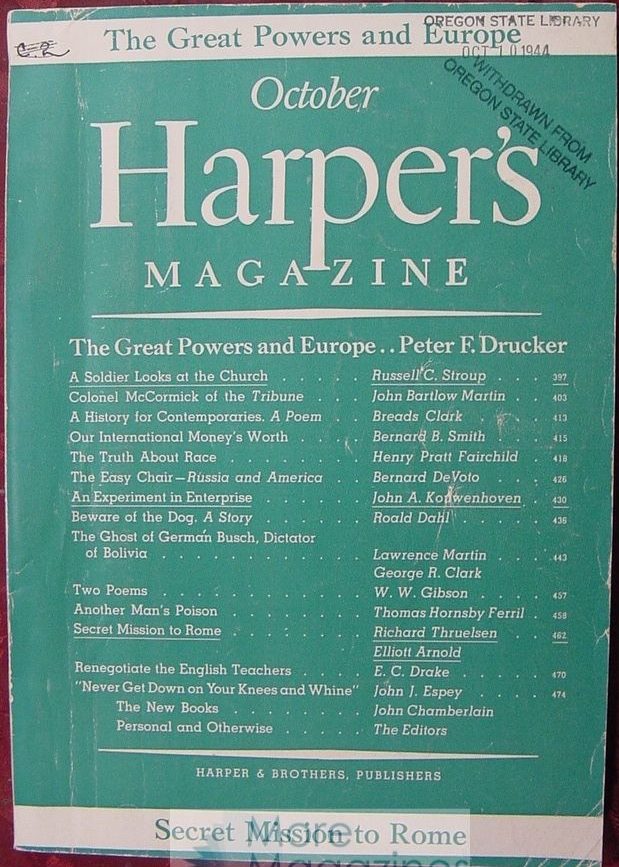 OREGON STATE LIBRARY
The Great Powers and Europe
OCT 10 1944
WITHDRAWN FROM
OREGON STATE LIBRARY
October
Harper's
MAGAZINE
The Great Powers and Europe . . Peter F. Drucker
A Soldier Looks at the Church . . . . . Russell C. Stroup . . 397
Colonel McCormick of the Tribune . . . . John Bartlow Martin . . 403
A History for Contemporaries. A Poem . . Breads Clark . . . . 413
Our International Money's Worth . . . . Bernard B. Smith . . . 415
The Truth About Race . . . . . . . Henry Pratt Fairchild . 418
The Easy Chair—Russia and America . . . Bernard DeVoto . . . 426
An Experiment in Enterprise . . . . . . John A. Kouwenhoven . 430
Beware of the Dog. A Story . . . . . . Roald Dahl . . . . . 436
The Ghost of Germán Busch, Dictator
of Bolivia . . . . . . . . . . . Lawrence Martin . . . 443
George R. Clark
Two Poems . . . . . . . . . . . W. W. Gibson . . . . 457
Another Man's Poison . . . . . . . Thomas Hornsby Ferril . 458
Secret Mission to Rome . . . . . . . Richard Thruelsen . . 462
Elliott Arnold
Renegotiate the English Teachers . . . . E. C. Drake . . . . 470
"Never Get Down on Your Knees and Whine" John J. Espey . . . . 474
The New Books . . . . . . . . John Chamberlain
Personal and Otherwise . . . . . . The Editors
HARPER & BROTHERS, PUBLISHERS
Secret Mission to Rome
More
Magazines